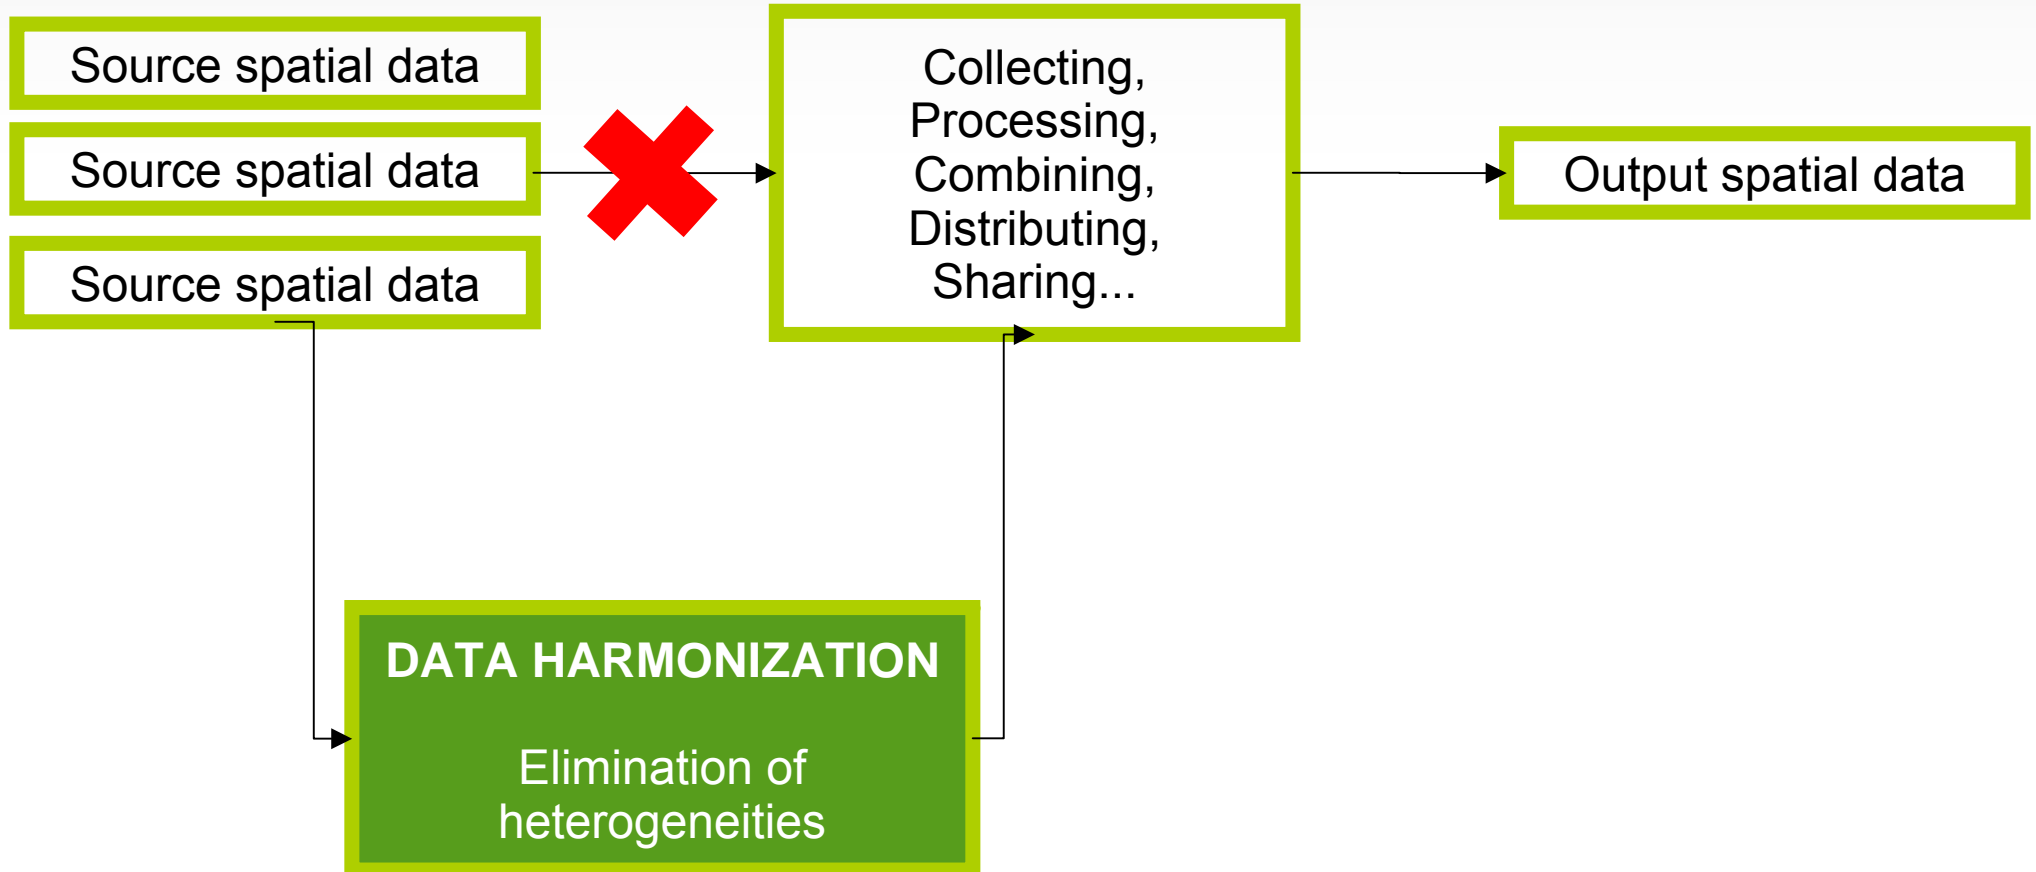 Source spatial data
Source spatial data
Source spatial data
Collecting,
Processing,
Combining,
Distributing,
Sharing...
Output spatial data
DATA HARMONIZATION
Elimination of
heterogeneities